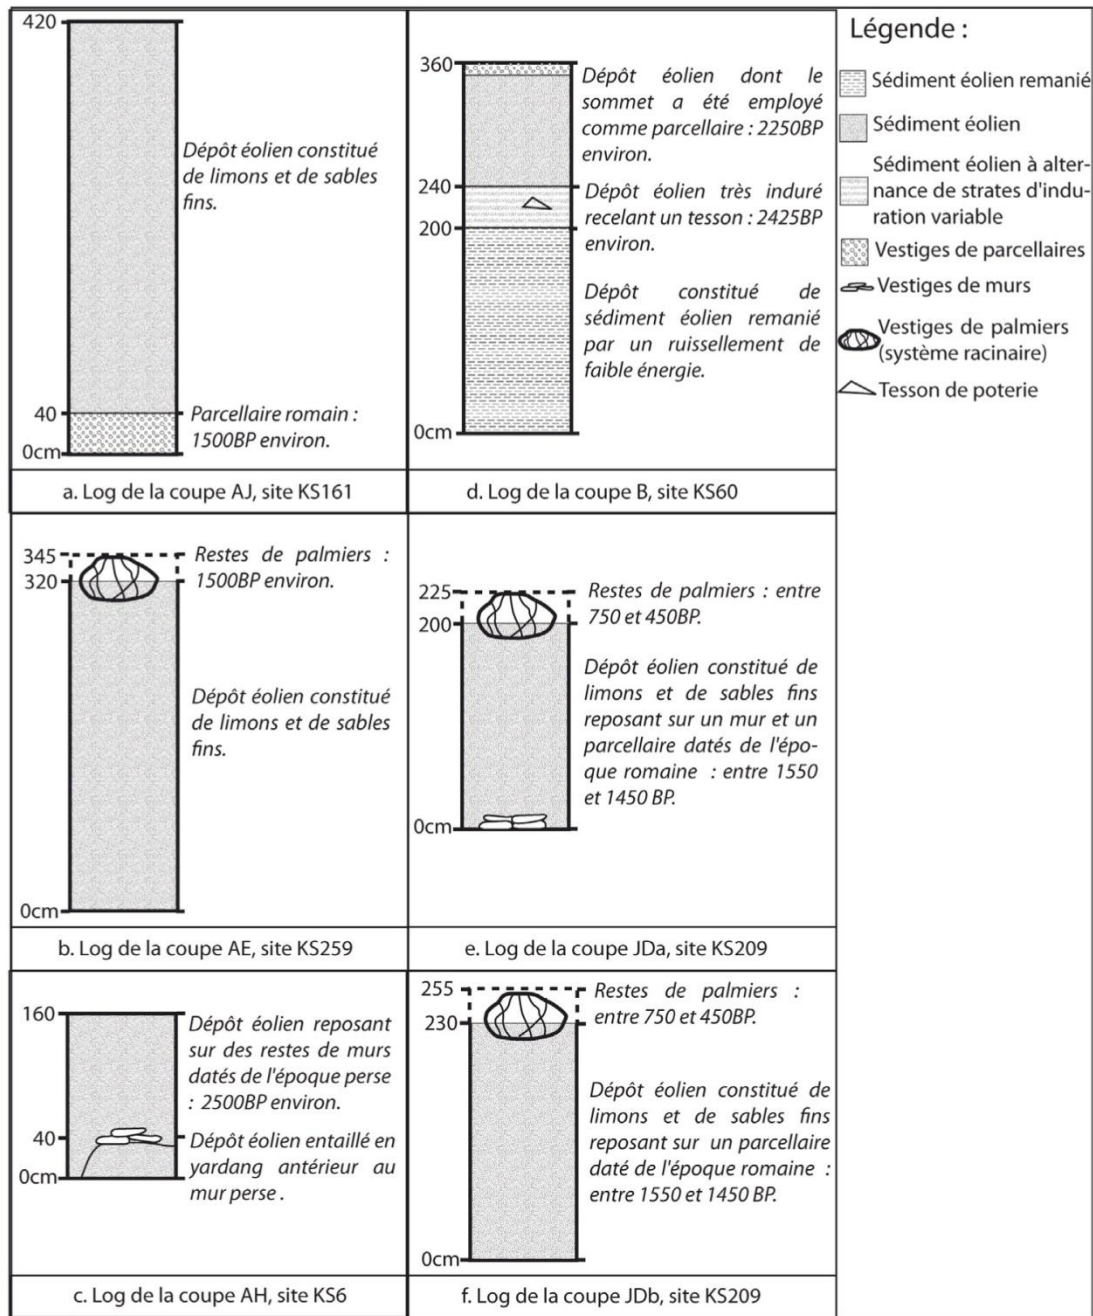 420
Dépôt éolien constitué
de limons et de sables
fins.
40
Parcellaire romain :
1500BP environ.
0cm
a. Log de la coupe AJ, site KS161
360
Dépôt éolien dont le
sommet a été employé
comme parcellaire : 2250BP
environ.
240
Dépôt éolien très induré
recelant un tesson : 2425BP
environ.
200
Dépôt constitué de
sédiment éolien remanié
par un ruissellement de
faible énergie.
0cm
d. Log de la coupe B, site KS60
Légende :
Sédiment éolien remanié
Sédiment éolien
Sédiment éolien à alter-
nance de strates d'indu-
ration variable
Vestiges de parcellaires
Vestiges de murs
Vestiges de palmiers
(système racinaire)
Tesson de poterie
345
Restes de palmiers :
320
1500BP environ.
Dépôt éolien constitué
de limons et de sables
fins.
0cm
b. Log de la coupe AE, site KS259
225
Restes de palmiers : entre
750 et 450BP.
200
Dépôt éolien constitué de
limons et de sables fins
reposant sur un mur et un
parcellaire datés de l'épo-
que romaine : entre 1550
et 1450 BP.
0cm
e. Log de la coupe JDa, site KS209
160
Dépôt éolien reposant
sur des restes de murs
datés de l'époque perse
: 2500BP environ.
40
Dépôt éolien entaillé en
yardang antérieur au
mur perse .
0cm
c. Log de la coupe AH, site KS6
255
Restes de palmiers :
entre 750 et 450BP.
230
Dépôt éolien constitué de
limons et de sables fins
reposant sur un parcellaire
daté de l'époque romaine :
entre 1550 et 1450 BP.
0cm
f. Log de la coupe JDb, site KS209